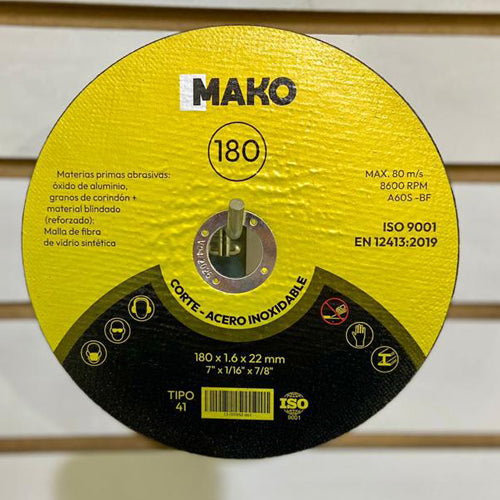 MAKO
180
Materias primas abrasivas:
óxido de aluminio,
granos de corindón +
material blindado
(reforzado):
Malla de fibra
de vidrio sintética
MAX. 80 m/s
8600 RPM
A60S -BF
ISO 9001
EN 12413:2019
CORTE - ACERO INOXIDABLE
180 x 1.6 x 22 mm
7" x 1/16" x 7/8"
TIPO
41
ISO
9001